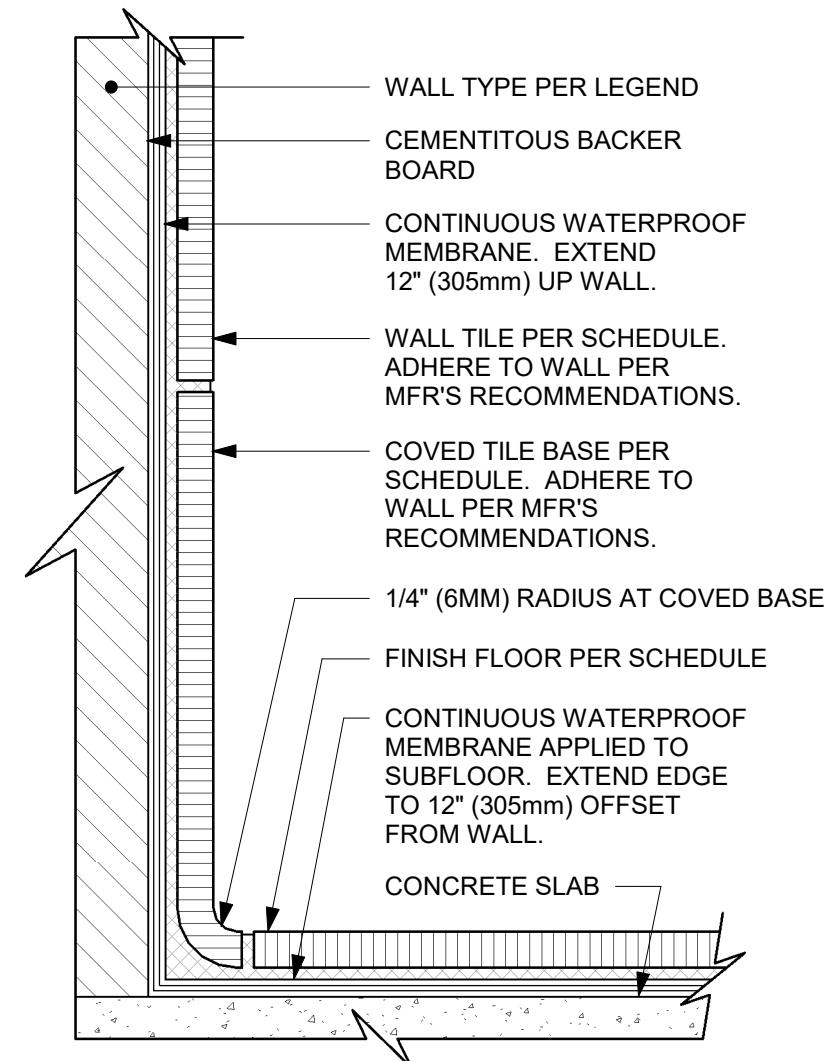 WALL TYPE PER LEGEND
CEMENTITOUS BACKER
BOARD
CONTINUOUS WATERPROOF
MEMBRANE. EXTEND
12" (305mm) UP WALL.
WALL TILE PER SCHEDULE.
ADHERE TO WALL PER
MFR'S RECOMMENDATIONS.
COVED TILE BASE PER
SCHEDULE. ADHERE TO
WALL PER MFR'S
RECOMMENDATIONS.
1/4" (6MM) RADIUS AT COVED BASE
FINISH FLOOR PER SCHEDULE
CONTINUOUS WATERPROOF
MEMBRANE APPLIED TO
SUBFLOOR. EXTEND EDGE
TO 12" (305mm) OFFSET
FROM WALL.
CONCRETE SLAB